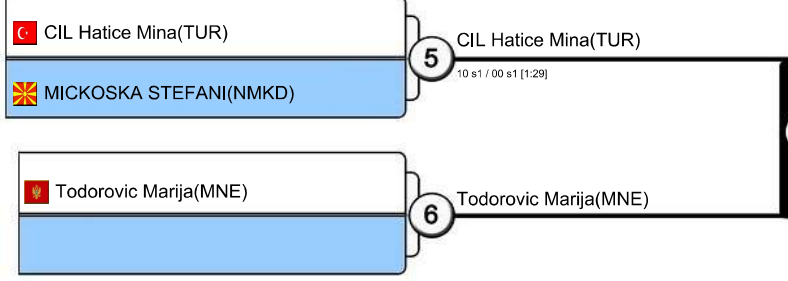 CIL Hatice Mina(TUR)
MICKOSKA STEFANI(NMKD)
5
CIL Hatice Mina(TUR)
10 s1 / 00 s1 [1:29]
Todorovic Marija(MNE)
6
Todorovic Marija(MNE)